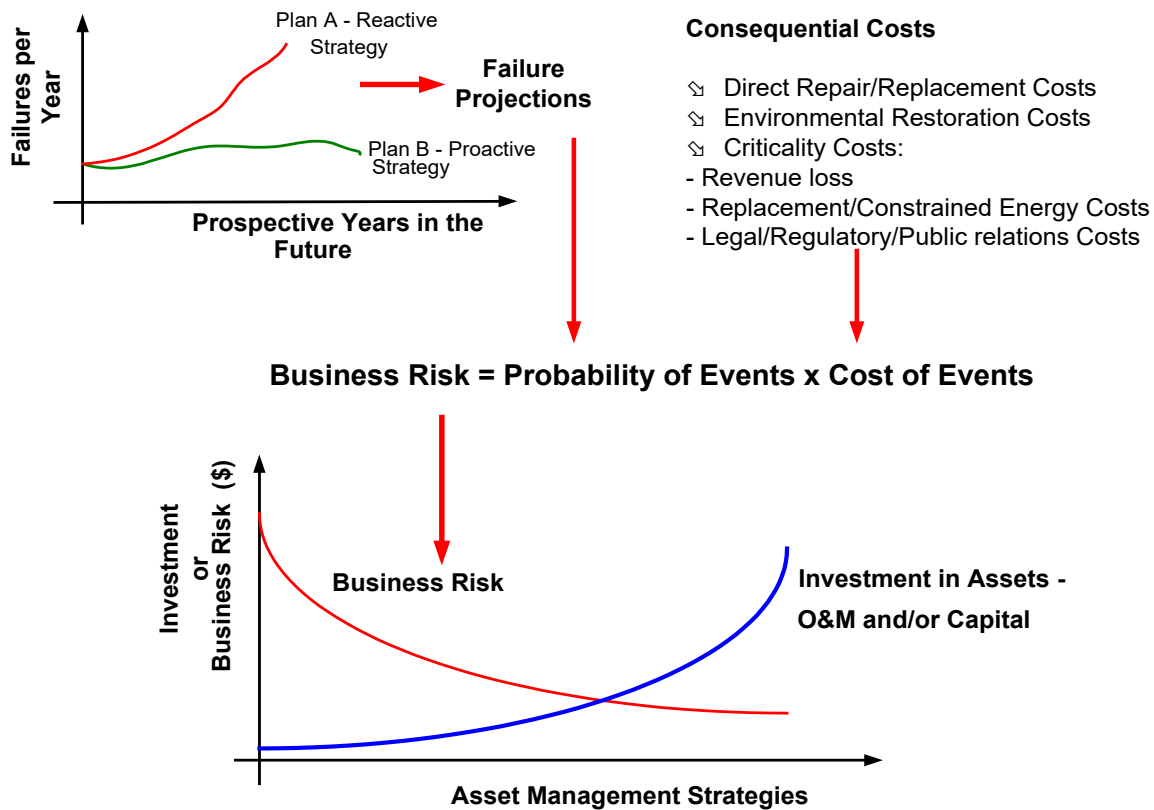 Plan A - Reactive
Strategy
Failures per
Year
Failure
Projections
Plan B - Proactive
Strategy
Prospective Years in the
Future
Consequential Costs
⬂ Direct Repair/Replacement Costs
⬂ Environmental Restoration Costs
⬂ Criticality Costs:
- Revenue loss
- Replacement/Constrained Energy Costs
- Legal/Regulatory/Public relations Costs
Business Risk = Probability of Events x Cost of Events
Investment
or
Business Risk ($)
Business Risk
Investment in Assets -
O&M and/or Capital
Asset Management Strategies